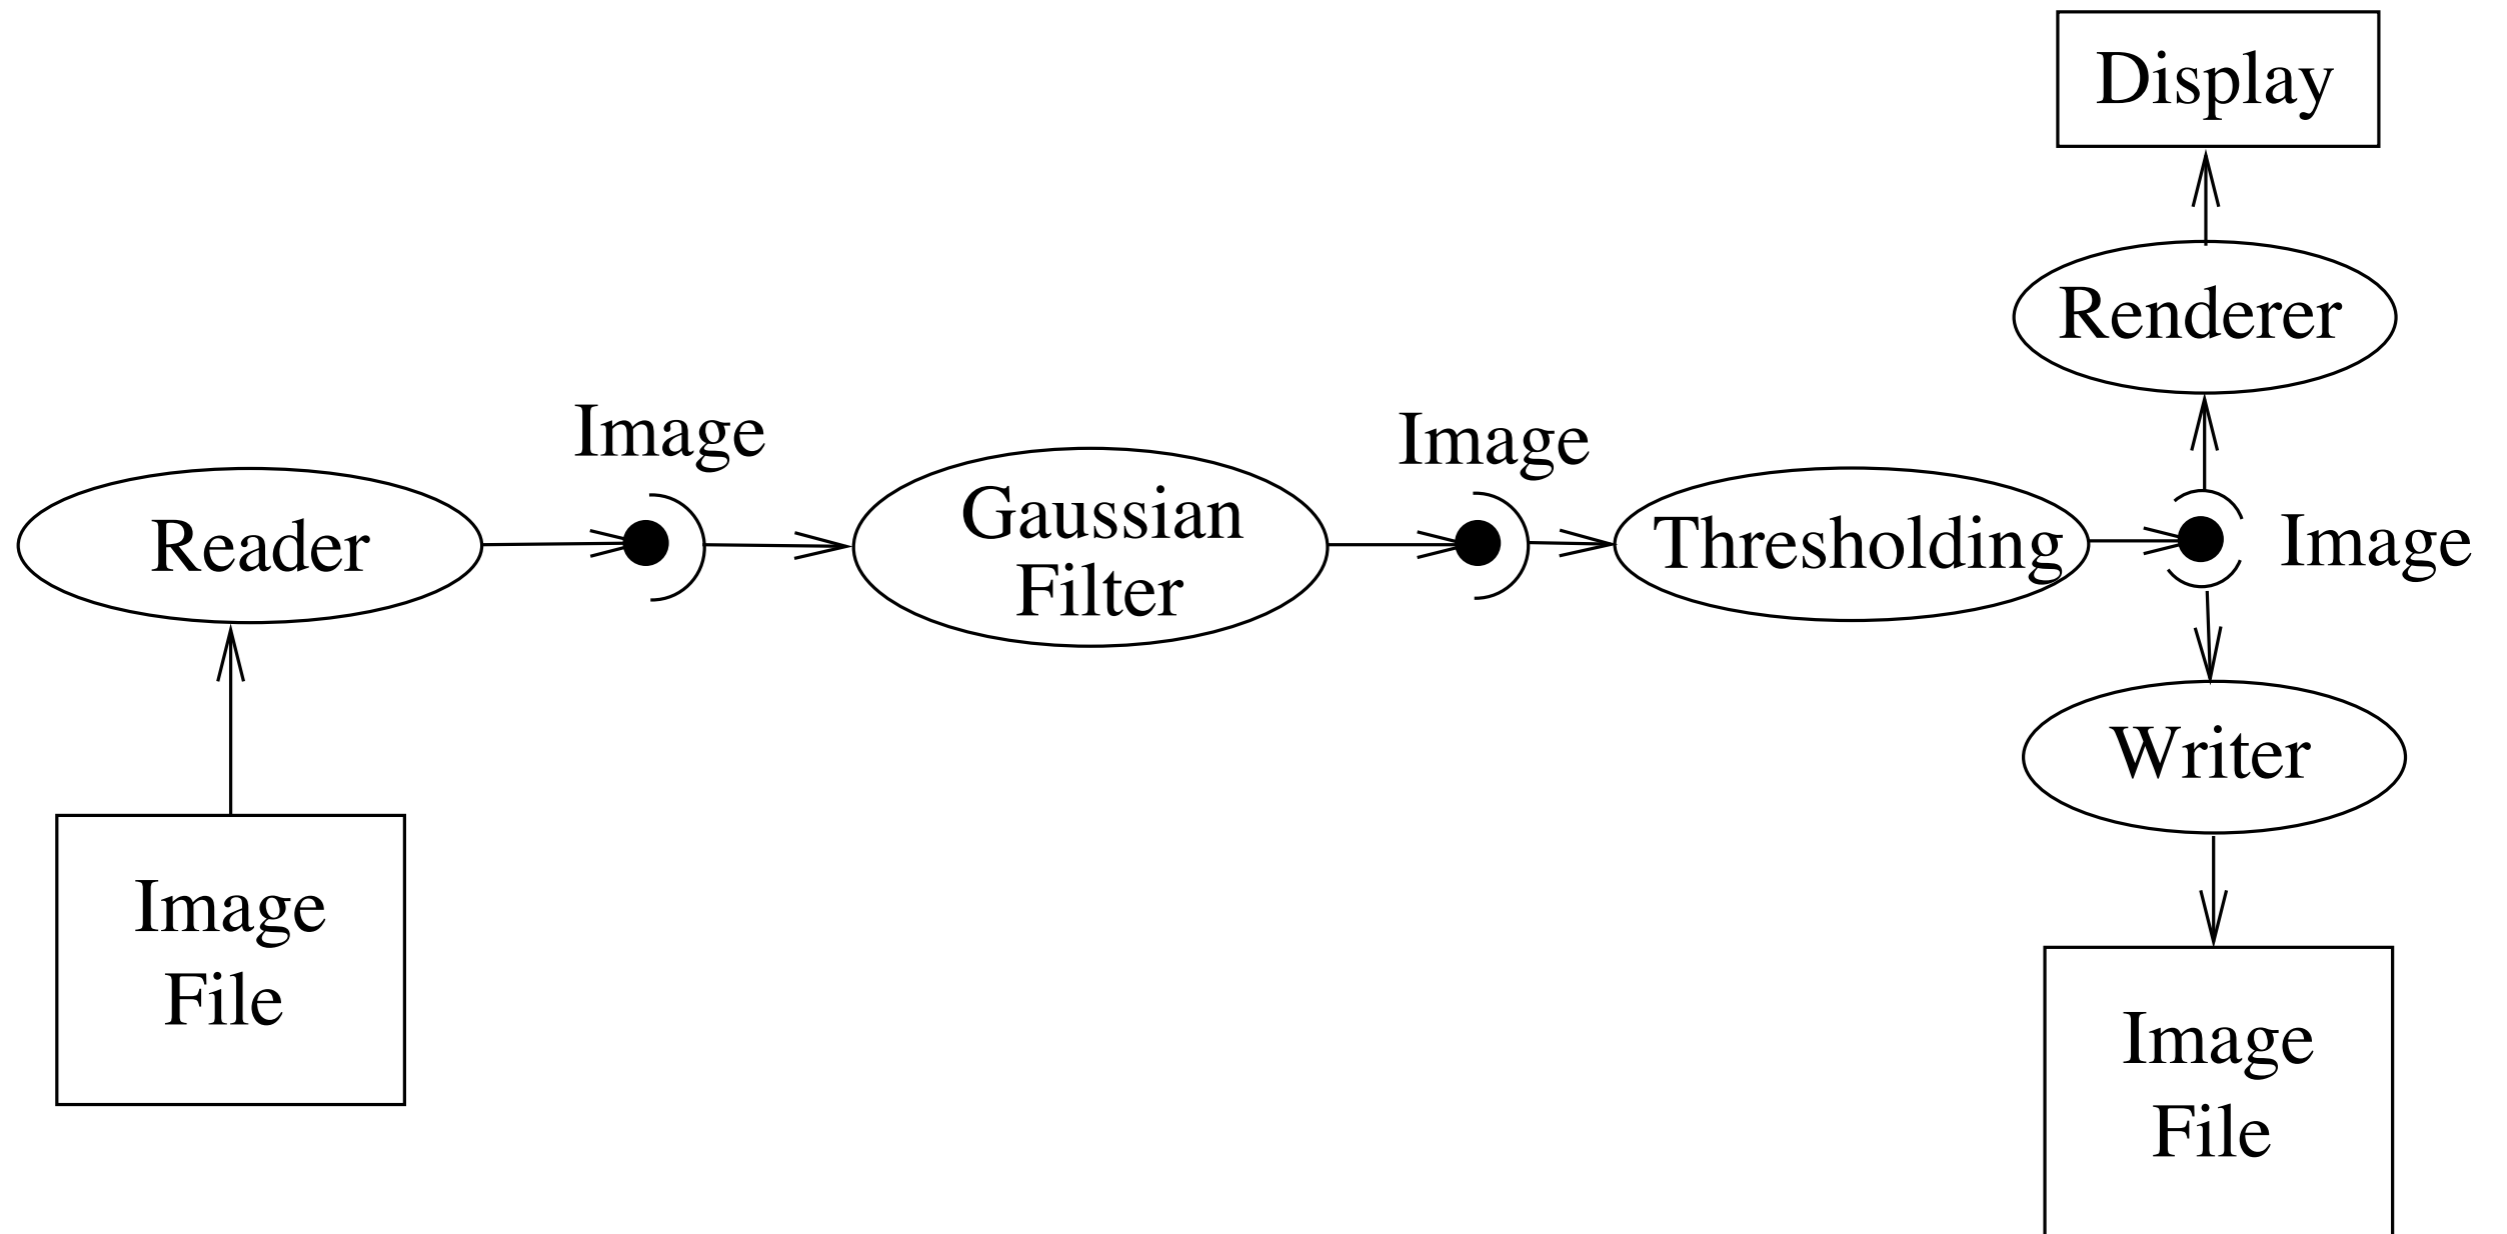 Display
Renderer
Image
Image
Reader
Gaussian
Filter
Thresholding
Image
Writer
Image
File
Image
File